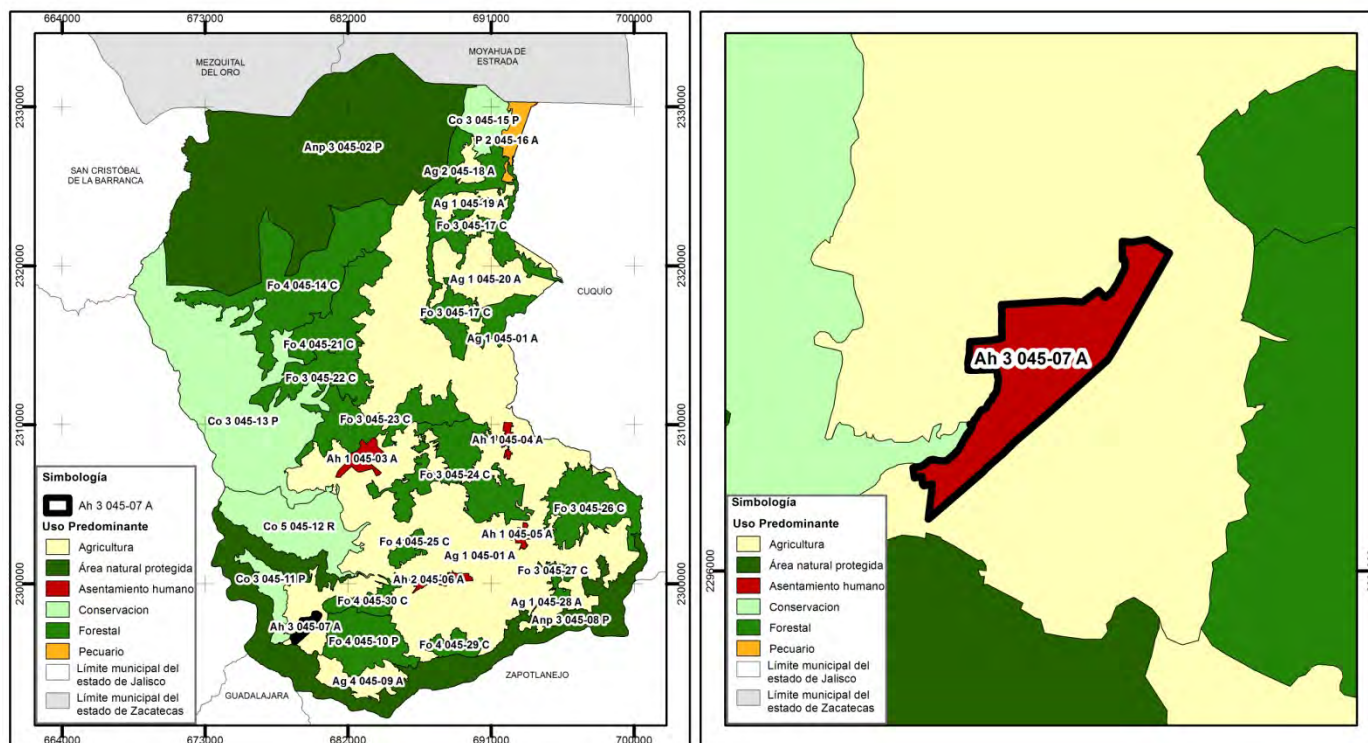 664000
673000
682000
691000
700000
MEZQUITAL
DEL ORO
MOYAHUA DE
ESTRADA
2330000
2330000
Co 3 045-15 P
P 2 045-16 A
Anp 3 045-02 P
SAN CRISTÓBAL
DE LA BARRANCA
Ag 2 045-18 A
Ag 1 045-19 A
Fo 3 045-17 C
2320000
2320000
Ag 1 045-20 A
Fo 4 045-14 C
CUQUÍO
Fo 3 045-17 C
Ag 1 045-01 A
Fo 4 045-21 C
Fo 3 045-22 C
Co 3 045-13 P
Fo 3 045-23 C
2310000
2310000
Ah 1 045-04 A
Ah 1 045-03 A
Fo 3 045-24 C
Fo 3 045-26 C
Co 5 045-12 R
Ah 1 045-05 A
Fo 4 045-25 C
Ag 1 045-01 A
Fo 3 045-27 C
Co 3 045-11 P
Ah 2 045-06 A
2300000
2300000
Fo 4 045-30 C
Ag 1 045-28 A
Anp 3 045-08 P
Ah 3 045-07 A
Fo 4 045-10 P
Fo 4 045-29 C
Ag 4 045-09 A
ZAPOTLANEJO
GUADALAJARA
Simbología
Ah 3 045-07 A
Uso Predominante
Agricultura
Área natural protegida
Asentamiento humano
Conservacion
Forestal
Pecuario
Límite municipal del
estado de Jalisco
Límite municipal del
estado de Zacatecas
664000
673000
682000
691000
700000
Ah 3 045-07 A
2296000
Simbología
Uso Predominante
Agricultura
Área natural protegida
Asentamiento humano
Conservacion
Forestal
Pecuario
Límite municipal del
estado de Jalisco
Límite municipal del
estado de Zacatecas